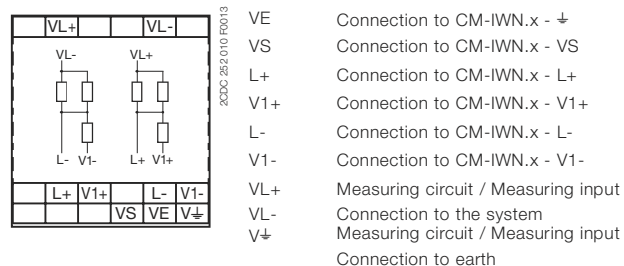 VL+ VL-
VL- VL+
L- V1- L+ V1+
L+ V1+ L- V1-
VS VE V⏚
2CDC 252 010 F0013
VE Connection to CM-IWN.x - ⏚
VS Connection to CM-IWN.x - VS
L+ Connection to CM-IWN.x - L+
V1+ Connection to CM-IWN.x - V1+
L- Connection to CM-IWN.x - L-
V1- Connection to CM-IWN.x - V1-
VL+ Measuring circuit / Measuring input
VL- Connection to the system
V⏚ Measuring circuit / Measuring input
Connection to earth